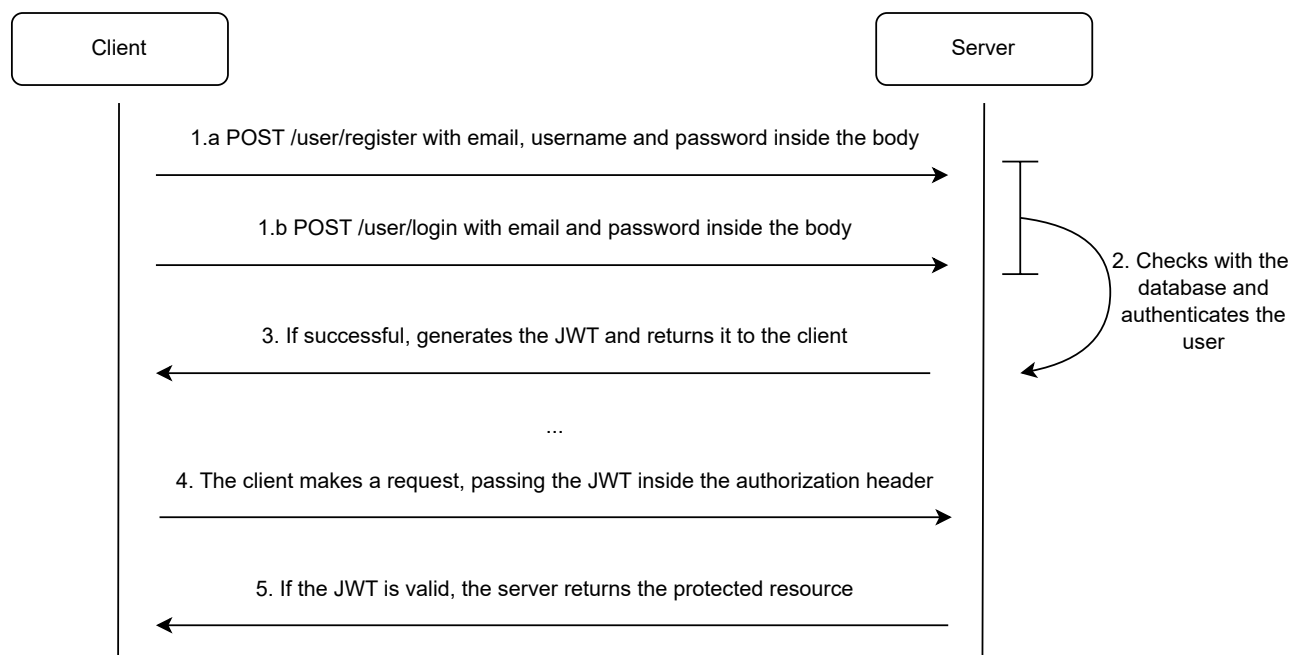 Client
Server
1.a POST /user/register with email, username and password inside the body
1.b POST /user/login with email and password inside the body
2. Checks with the
database and
authenticates the
user
3. If successful, generates the JWT and returns it to the client
...
4. The client makes a request, passing the JWT inside the authorization header
5. If the JWT is valid, the server returns the protected resource